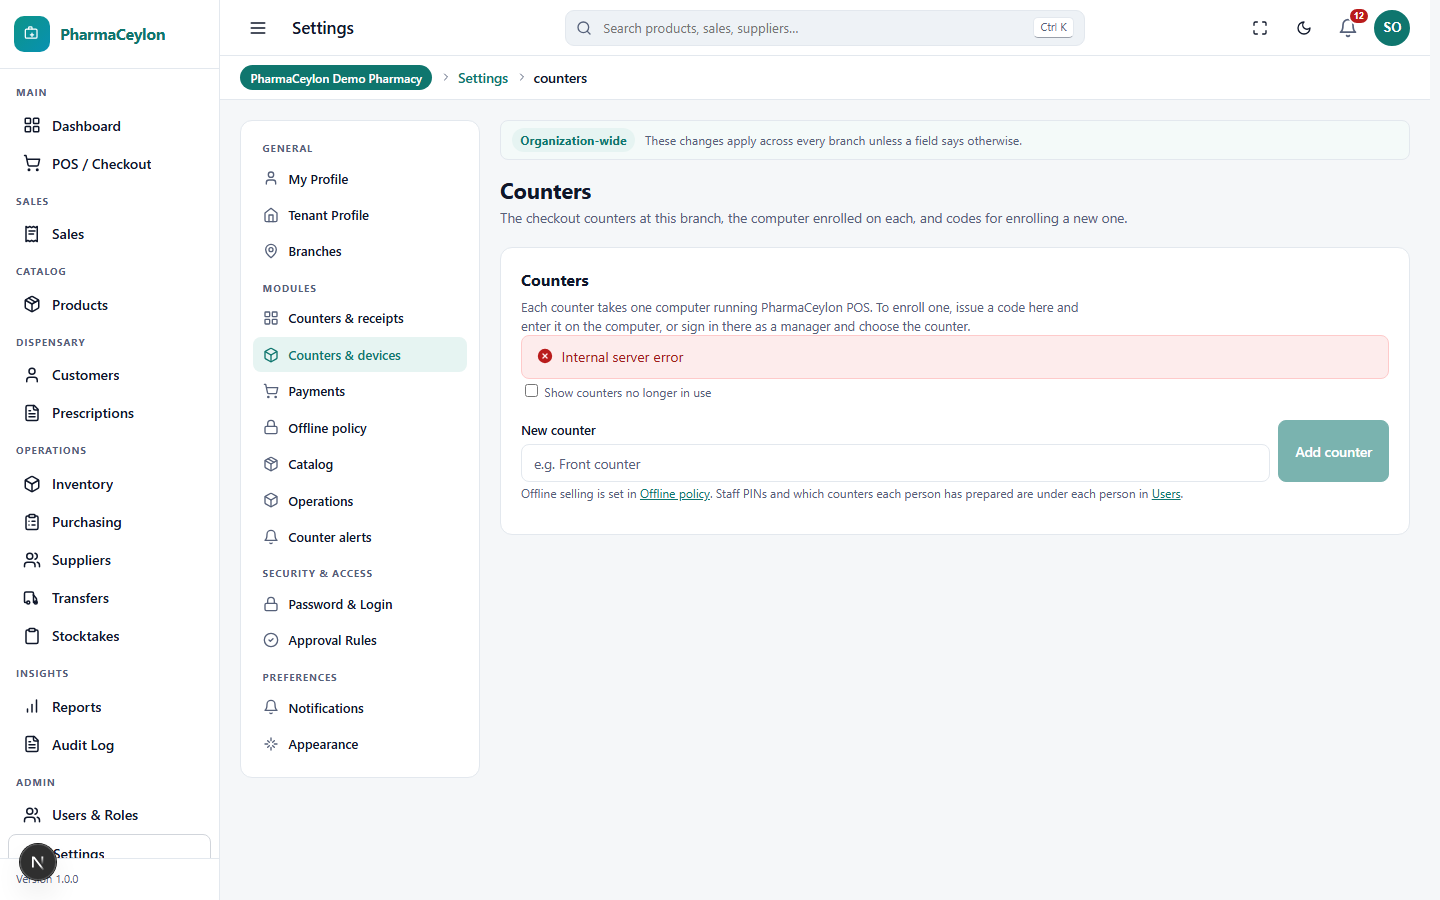 PharmaCeylon
Settings
Search products, sales, suppliers...
Ctrl K
12
SO
PharmaCeylon Demo Pharmacy
Settings
counters
MAIN
Dashboard
POS / Checkout
SALES
Sales
CATALOG
Products
DISPENSARY
Customers
Prescriptions
OPERATIONS
Inventory
Purchasing
Suppliers
Transfers
Stocktakes
INSIGHTS
Reports
Audit Log
ADMIN
Users & Roles
Settings
N
Version 1.0.0
GENERAL
My Profile
Tenant Profile
Branches
MODULES
Counters & receipts
Counters & devices
Payments
Offline policy
Catalog
Operations
Counter alerts
SECURITY & ACCESS
Password & Login
Approval Rules
PREFERENCES
Notifications
Appearance
Organization-wide These changes apply across every branch unless a field says otherwise.
Counters
The checkout counters at this branch, the computer enrolled on each, and codes for enrolling a new one.
Counters
Each counter takes one computer running PharmaCeylon POS. To enroll one, issue a code here and
enter it on the computer, or sign in there as a manager and choose the counter.
Internal server error
Show counters no longer in use
New counter
e.g. Front counter
Add counter
Offline selling is set in Offline policy. Staff PINs and which counters each person has prepared are under each person in Users.